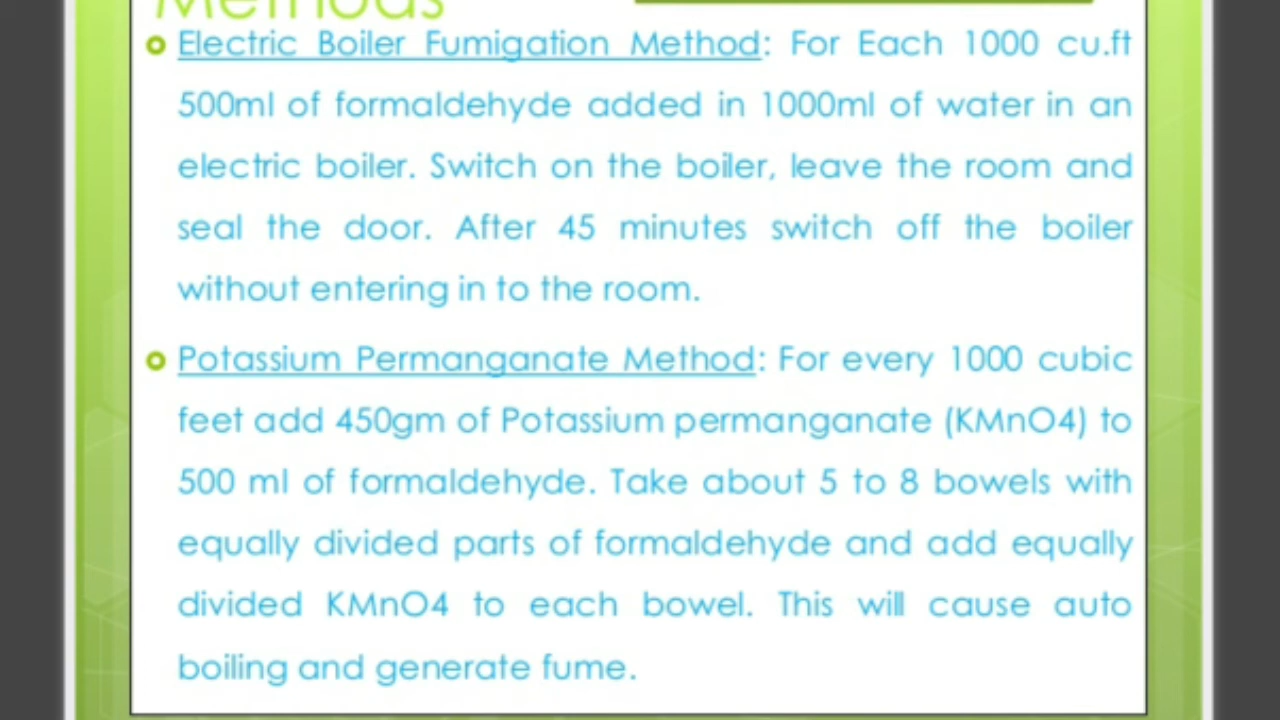 Methods
Electric Boiler Fumigation Method: For Each 1000 cu.ft
500ml of formaldehyde added in 1000ml of water in an
electric boiler. Switch on the boiler, leave the room and
seal the door. After 45 minutes switch off the boiler
without entering in to the room.
Potassium Permanganate Method: For every 1000 cubic
feet add 450gm of Potassium permanganate (KMnO4) to
500 ml of formaldehyde. Take about 5 to 8 bowels with
equally divided parts of formaldehyde and add equally
divided KMnO4 to each bowel. This will cause auto
boiling and generate fume.